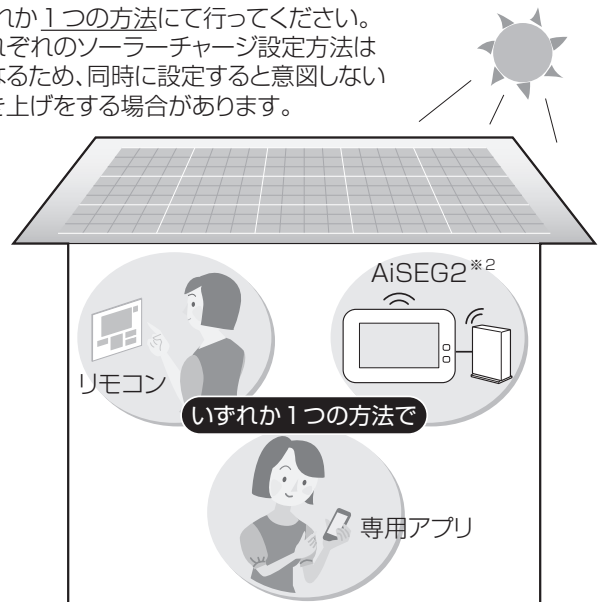 れか1つの方法にて行ってください。
れぞれのソーラーチャージ設定方法は
なるため、同時に設定すると意図しない
き上げをする場合があります。
AiSEG2※2
リモコン
いずれか1つの方法で
専用アプリ